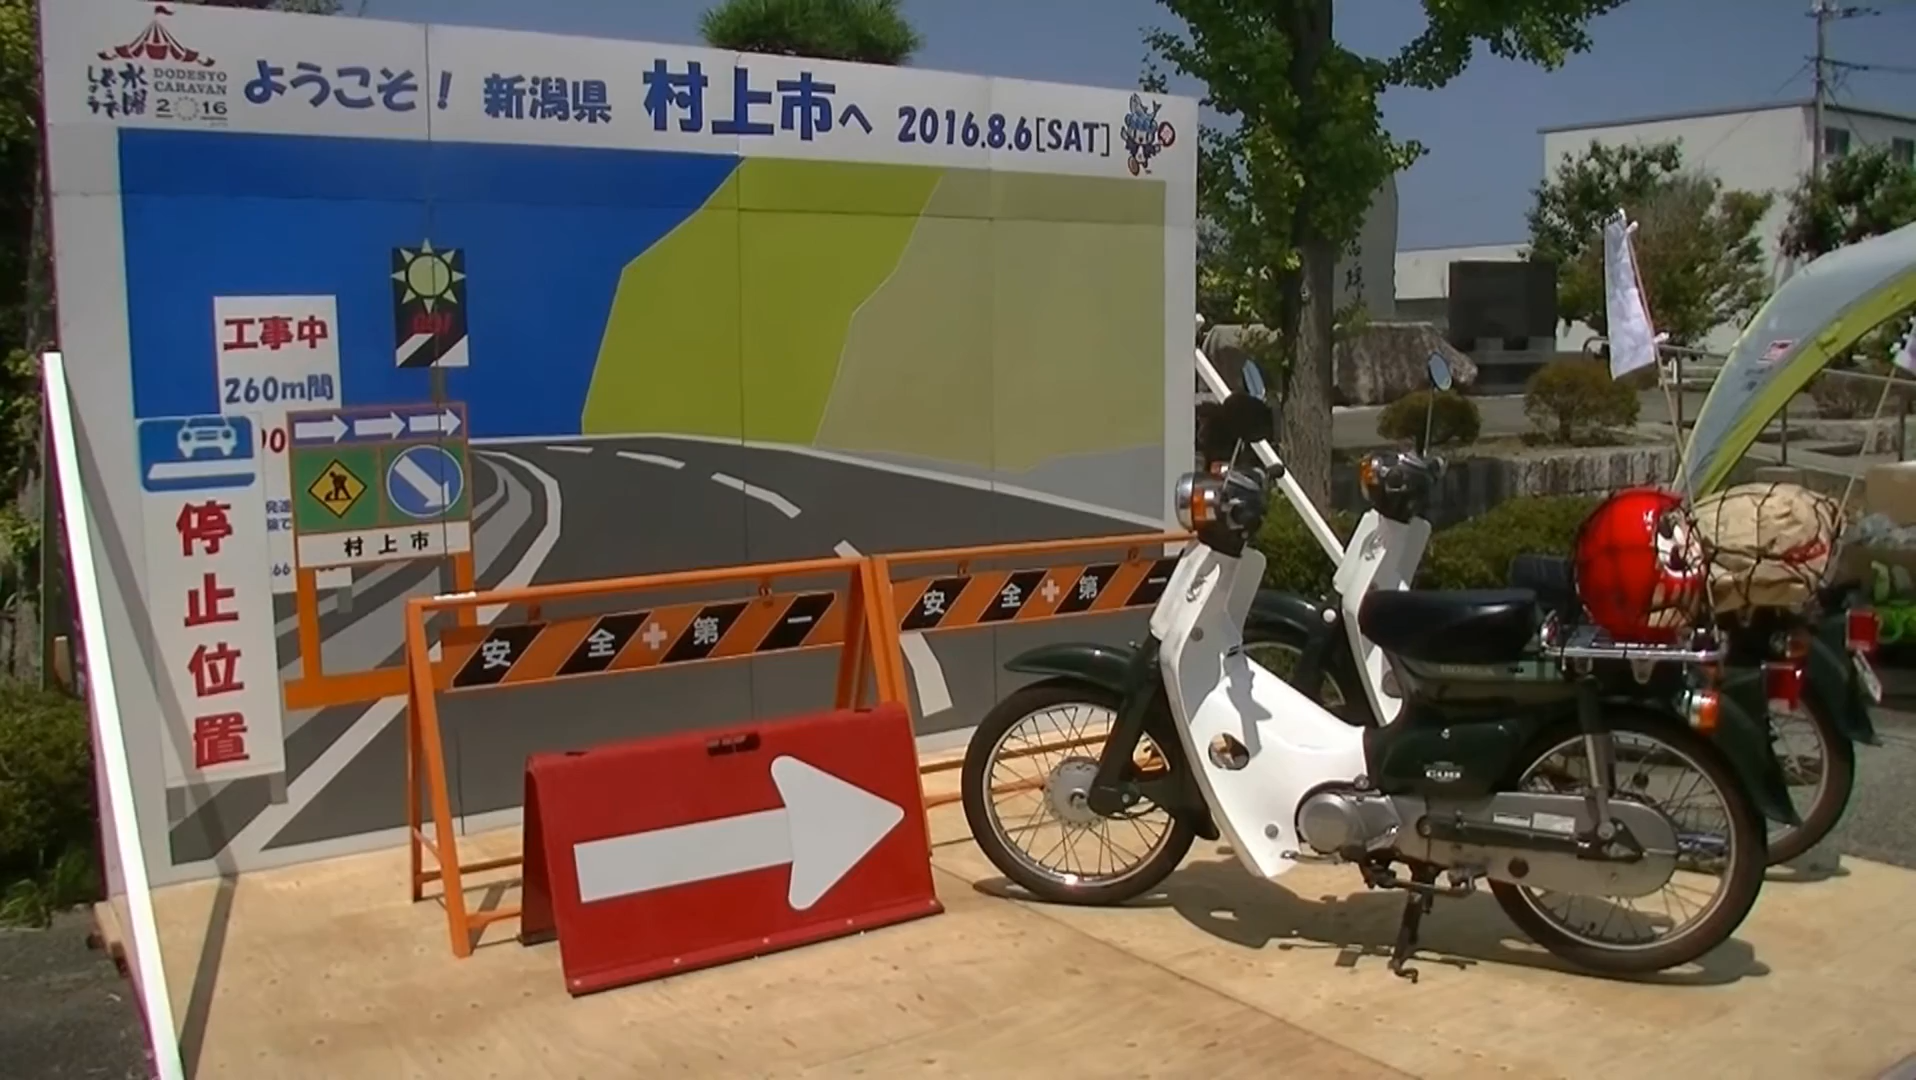 水曜どうでしょう
DODESYO
CARAVAN
2016
ようこそ! 新潟県 村上市へ 2016.8.6[SAT]
工事中
260m間
停止位置
村上市
安全+第一
安全+第一
CUB